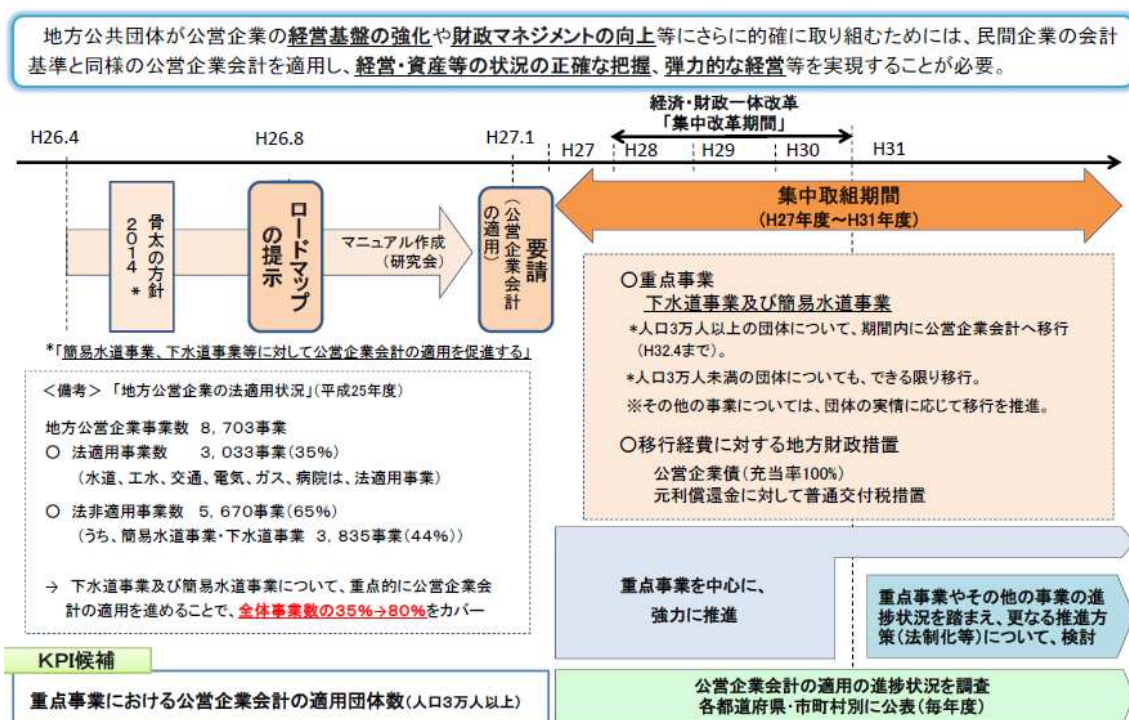 地方公共団体が公営企業の経営基盤の強化や財政マネジメントの向上等にさらに的確に取り組むためには、民間企業の会計
基準と同様の公営企業会計を適用し、経営・資産等の状況の正確な把握、弾力的な経営等を実現することが必要。
経済・財政一体改革
「集中改革期間」
H26.4
H26.8
H27.1
H27
H28
H29
H30
H31
骨太の方針
2014 *
ロードマップ
の提示
マニュアル作成
(研究会)
要請
(公営企業会計
の適用)
集中取組期間
(H27年度～H31年度)
*「簡易水道事業、下水道事業等に対して公営企業会計の適用を促進する」
○重点事業
下水道事業及び簡易水道事業
*人口3万人以上の団体について、期間内に公営企業会計へ移行
(H32.4まで)。
*人口3万人未満の団体についても、できる限り移行。
※その他の事業については、団体の実情に応じて移行を推進。
○移行経費に対する地方財政措置
公営企業債(充当率100%)
元利償還金に対して普通交付税措置
＜備考＞ 「地方公営企業の法適用状況」(平成25年度)
地方公営企業事業数 8，703事業
○ 法適用事業数 3，033事業(35%)
(水道、工水、交通、電気、ガス、病院は、法適用事業)
○ 法非適用事業数 5，670事業(65%)
(うち、簡易水道事業・下水道事業 3，835事業(44%))
→ 下水道事業及び簡易水道事業について、重点的に公営企業会
計の適用を進めることで、全体事業数の35%→80%をカバー
重点事業を中心に、
強力に推進
重点事業やその他の事業の進
捗状況を踏まえ、更なる推進方
策(法制化等)について、検討
KPI候補
重点事業における公営企業会計の適用団体数(人口3万人以上)
公営企業会計の適用の進捗状況を調査
各都道府県・市町村別に公表(毎年度)